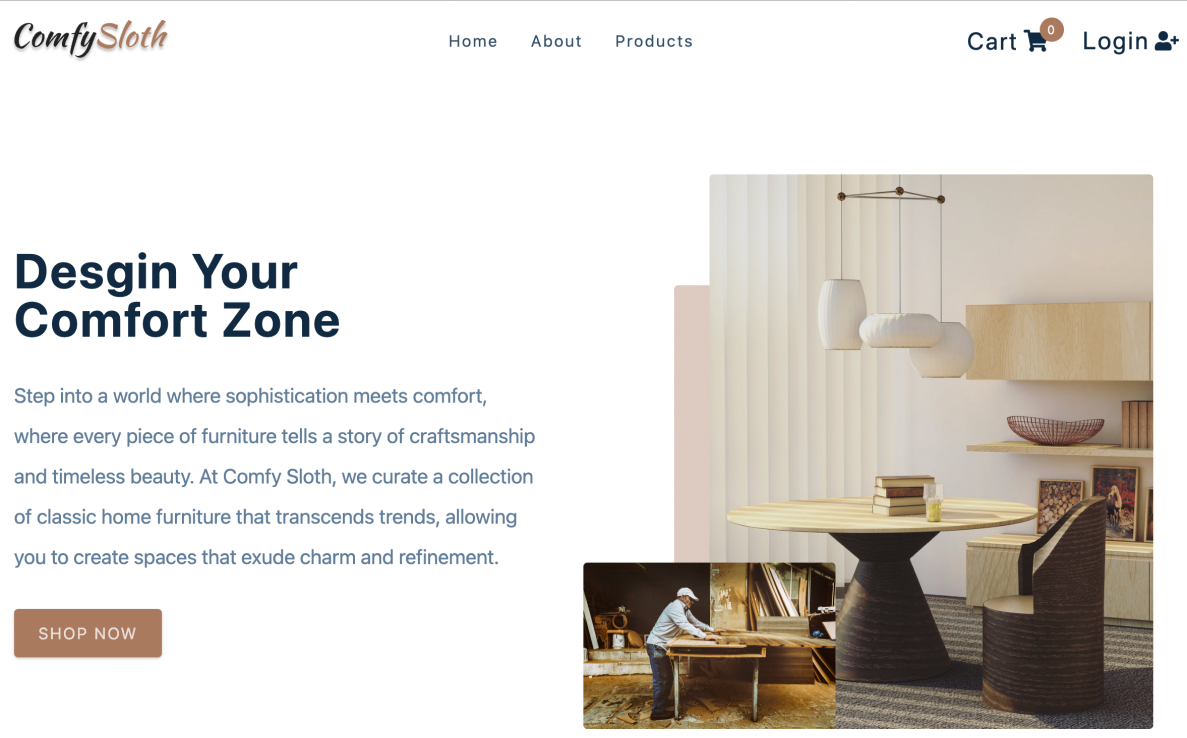 ComfySloth
Home About Products
Cart 0 Login
Desgin Your
Comfort Zone
Step into a world where sophistication meets comfort,
where every piece of furniture tells a story of craftsmanship
and timeless beauty. At Comfy Sloth, we curate a collection
of classic home furniture that transcends trends, allowing
you to create spaces that exude charm and refinement.
SHOP NOW